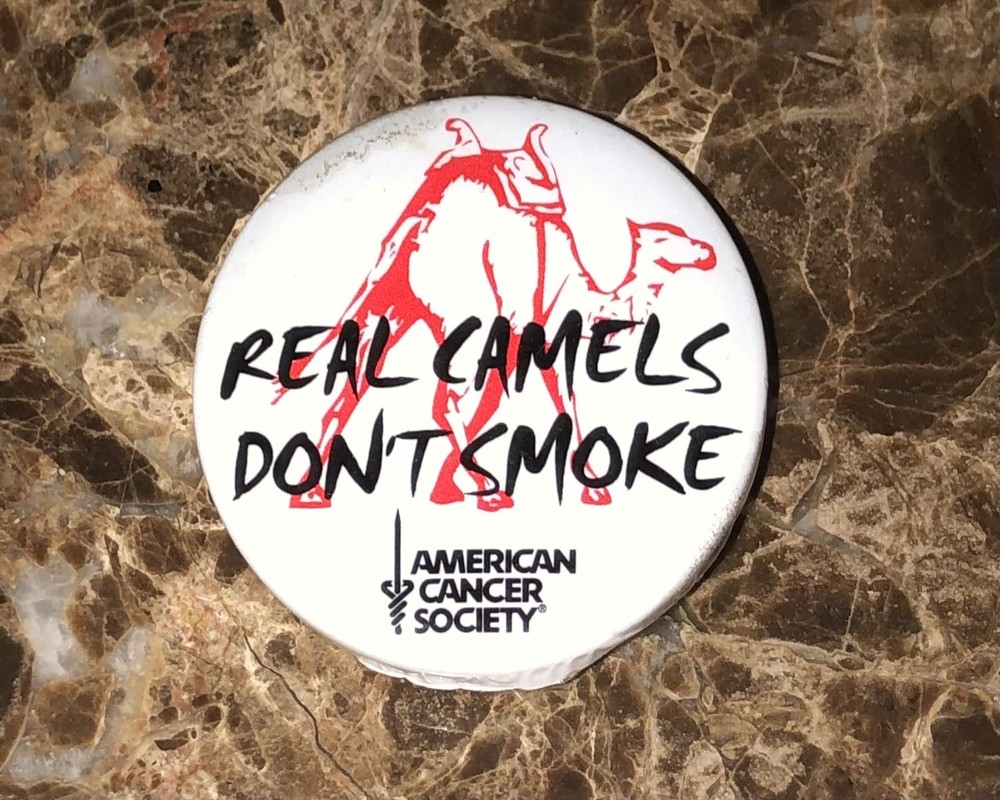 REAL CAMELS
DON'T SMOKE
AMERICAN
CANCER
SOCIETY®